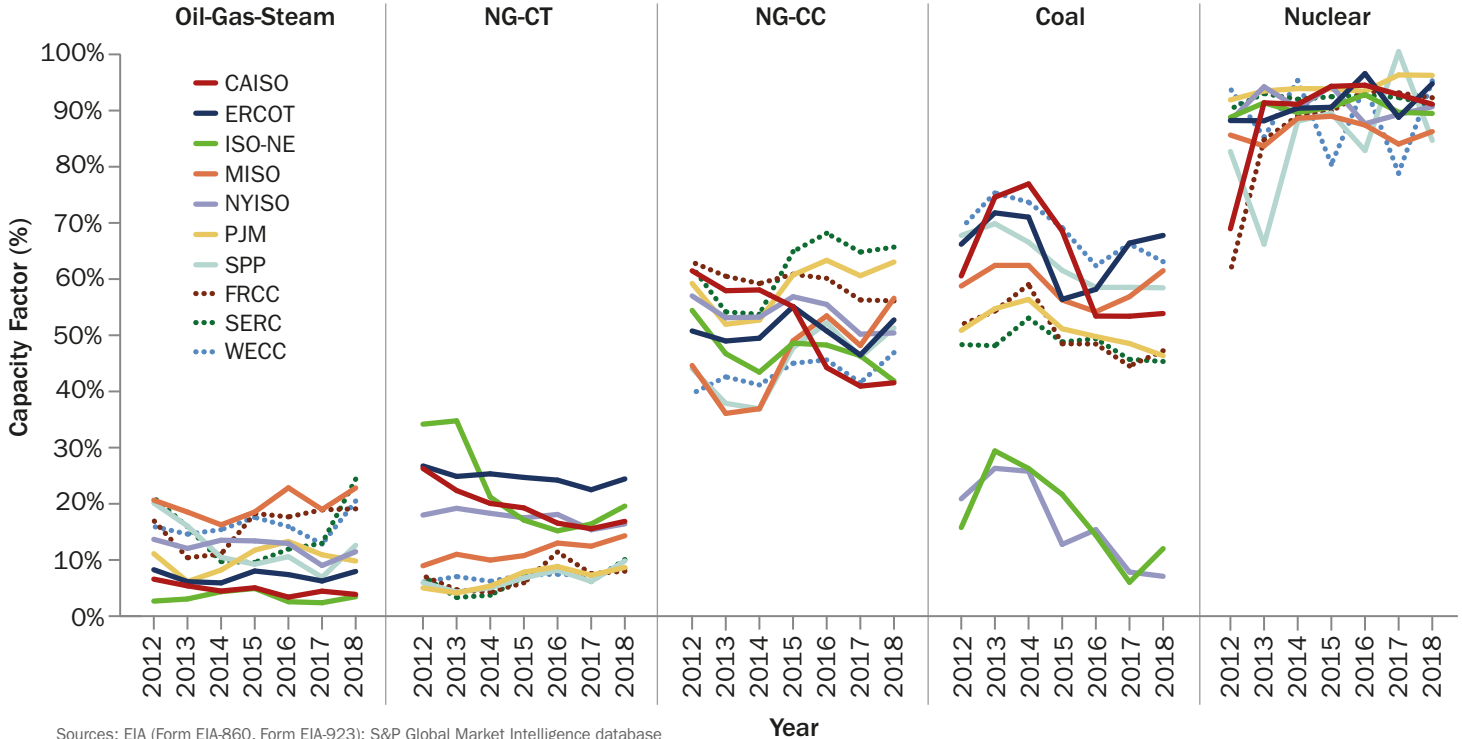 Oil-Gas-Steam NG-CT NG-CC Coal Nuclear
100%
90%
80%
70%
60%
50%
40%
30%
20%
10%
0%
Capacity Factor (%)
CAISO
ERCOT
ISO-NE
MISO
NYISO
PJM
SPP
FRCC
SERC
WECC
2012 2013 2014 2015 2016 2017 2018 2012 2013 2014 2015 2016 2017 2018 2012 2013 2014 2015 2016 2017 2018 2012 2013 2014 2015 2016 2017 2018 2012 2013 2014 2015 2016 2017 2018
Year
Sources: EIA (Form EIA-860, Form EIA-923); S&P Global Market Intelligence database